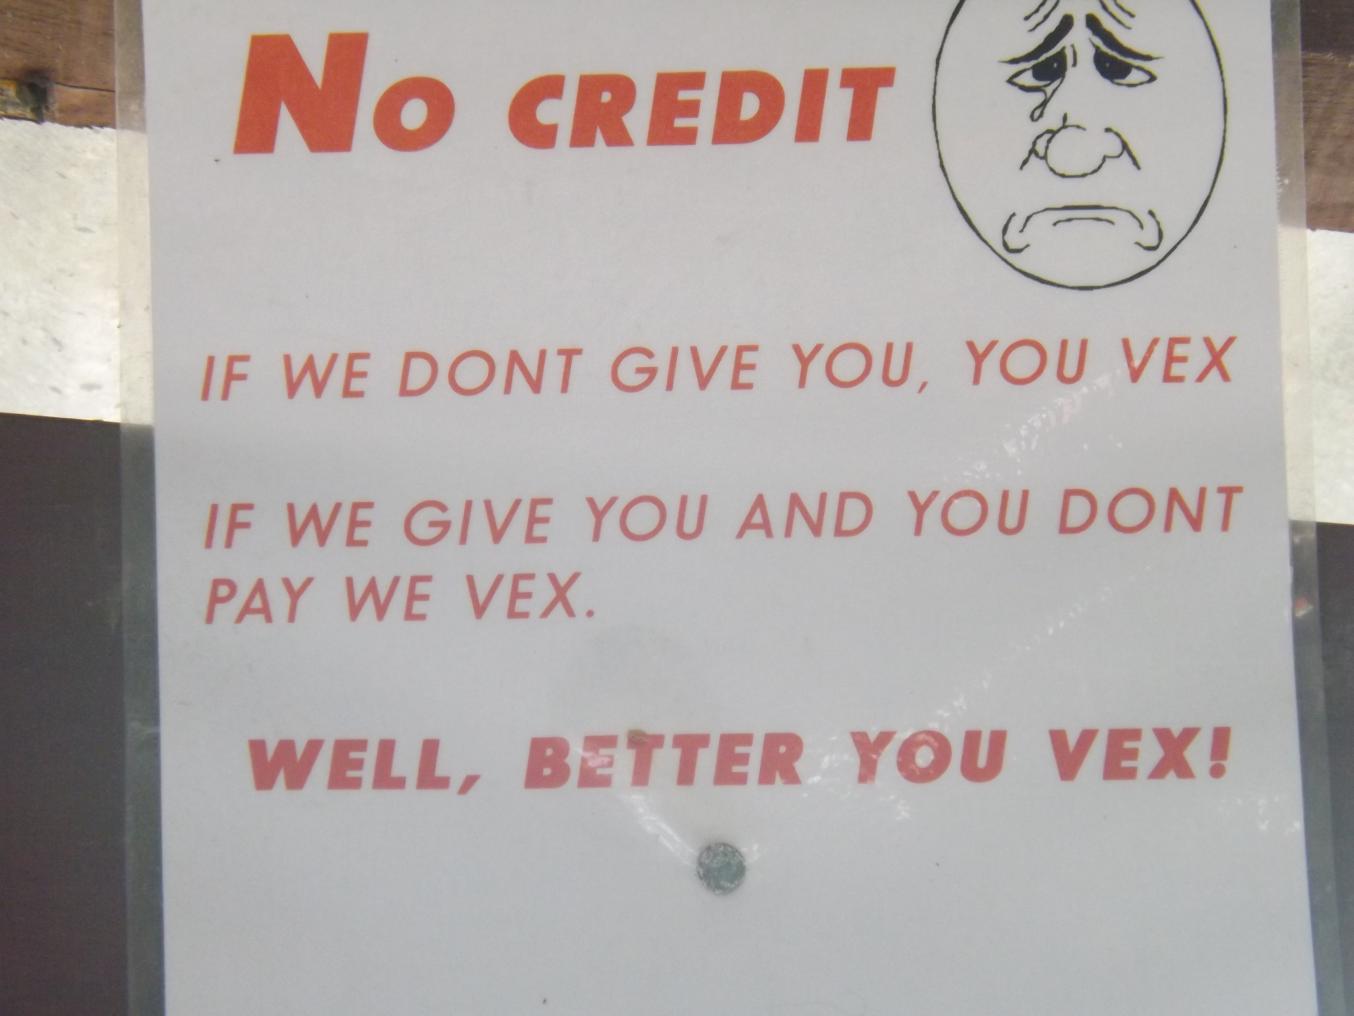 No CREDIT
IF WE DONT GIVE YOU, YOU VEX
IF WE GIVE YOU AND YOU DONT
PAY WE VEX.
WELL, BETTER YOU VEX!